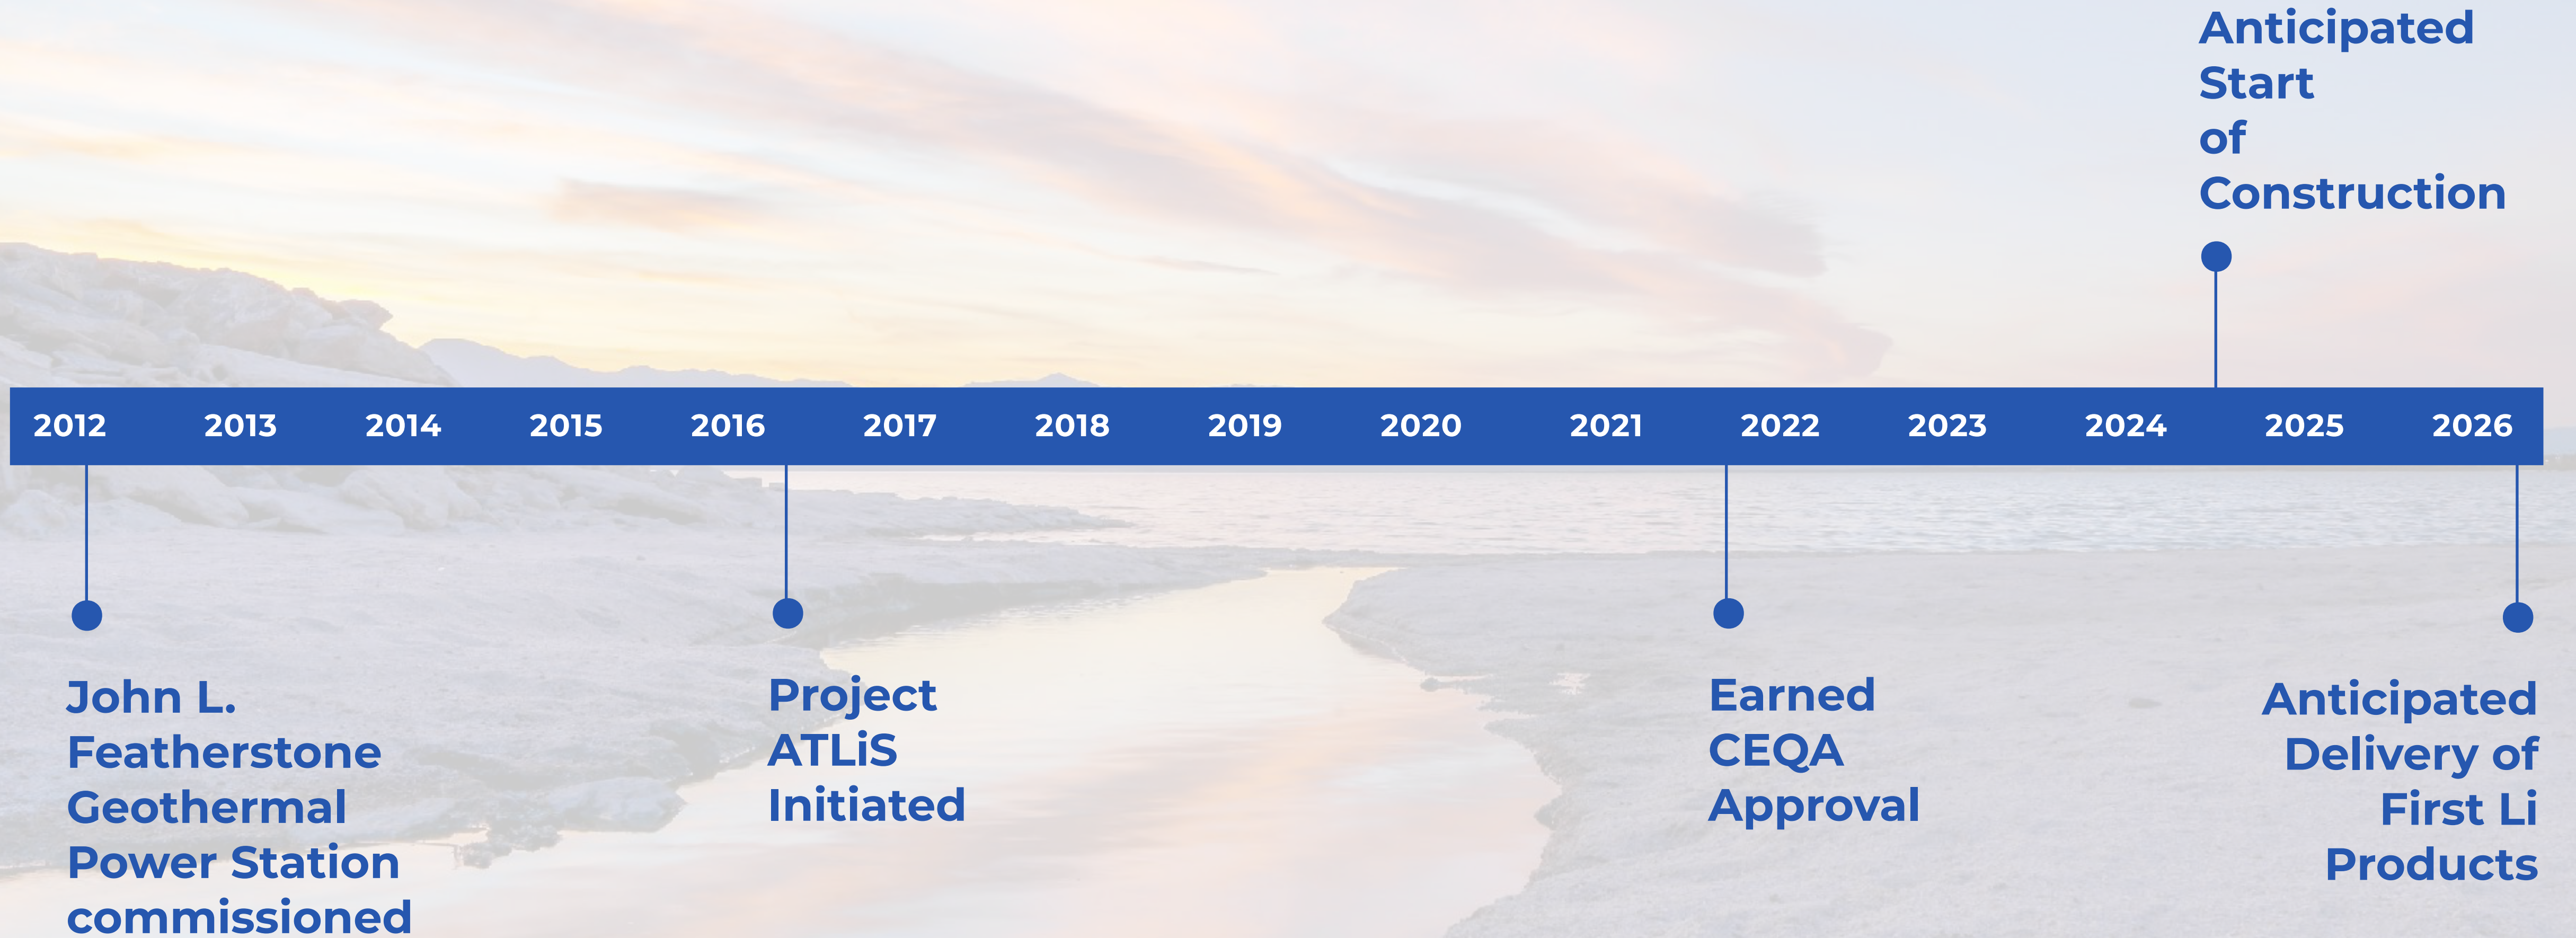 Anticipated
Start
of
Construction
2012 2013 2014 2015 2016 2017 2018 2019 2020 2021 2022 2023 2024 2025 2026
John L.
Featherstone
Geothermal
Power Station
commissioned
Project
ATLiS
Initiated
Earned
CEQA
Approval
Anticipated
Delivery of
First Li
Products